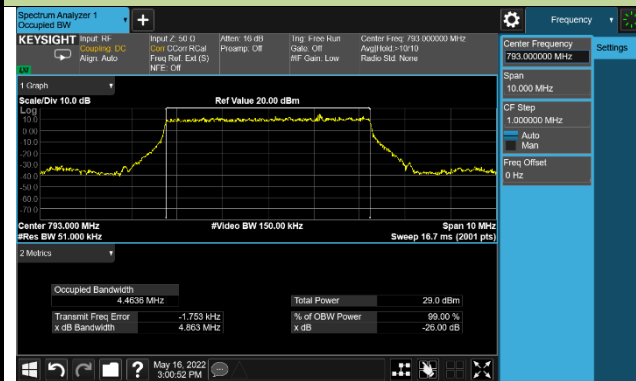 Spectrum Analyzer 1
Occupied BW
Frequency
KEYSIGHT
Input: RF
Coupling: DC
Align: Auto
Input Z: 50 Ω
Corr CCorr RCal
Freq Ref: Ext (S)
NFE: Off
Atten: 16 dB
Preamp: Off
Trig: Free Run
Gate: Off
#IF Gain: Low
Center Freq: 793.000000 MHz
Avg|Hold:>10/10
Radio Std: None
Center Frequency
793.000000 MHz
Settings
Span
10.000 MHz
CF Step
1.000000 MHz
Auto
Man
Freq Offset
0 Hz
1 Graph
Scale/Div 10.0 dB
Ref Value 20.00 dBm
Log
10.0
0.00
-10.0
-20.0
-30.0
-40.0
-50.0
-60.0
-70.0
Center 793.000 MHz
#Video BW 150.00 kHz
Span 10 MHz
#Res BW 51.000 kHz
Sweep 16.7 ms (2001 pts)
2 Metrics
Occupied Bandwidth
4.4636 MHz
Total Power
29.0 dBm
Transmit Freq Error
-1.753 kHz
% of OBW Power
99.00 %
x dB Bandwidth
4.863 MHz
x dB
-26.00 dB
May 16, 2022
3:00:52 PM